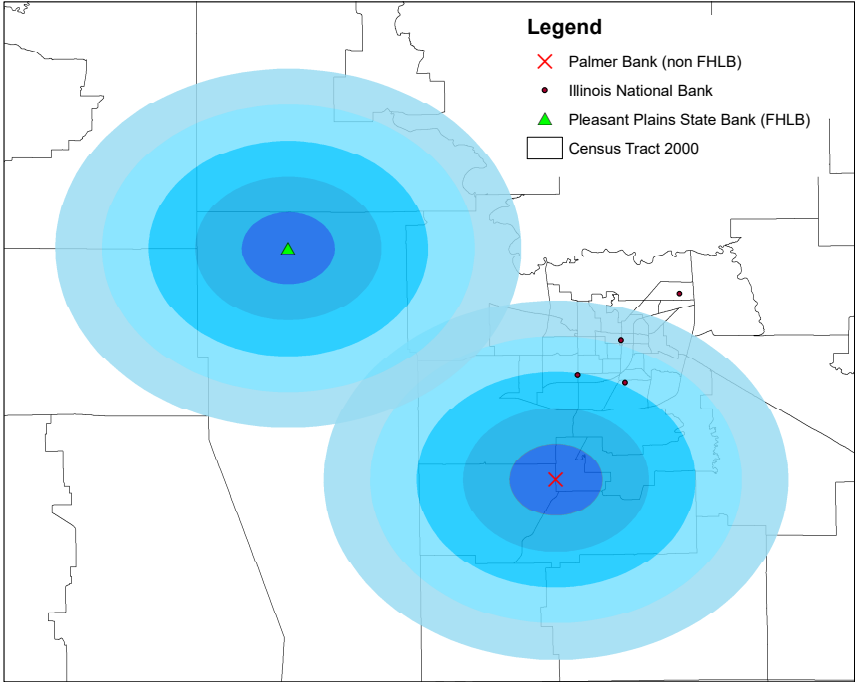 Legend
Palmer Bank (non FHLB)
Illinois National Bank
Pleasant Plains State Bank (FHLB)
Census Tract 2000